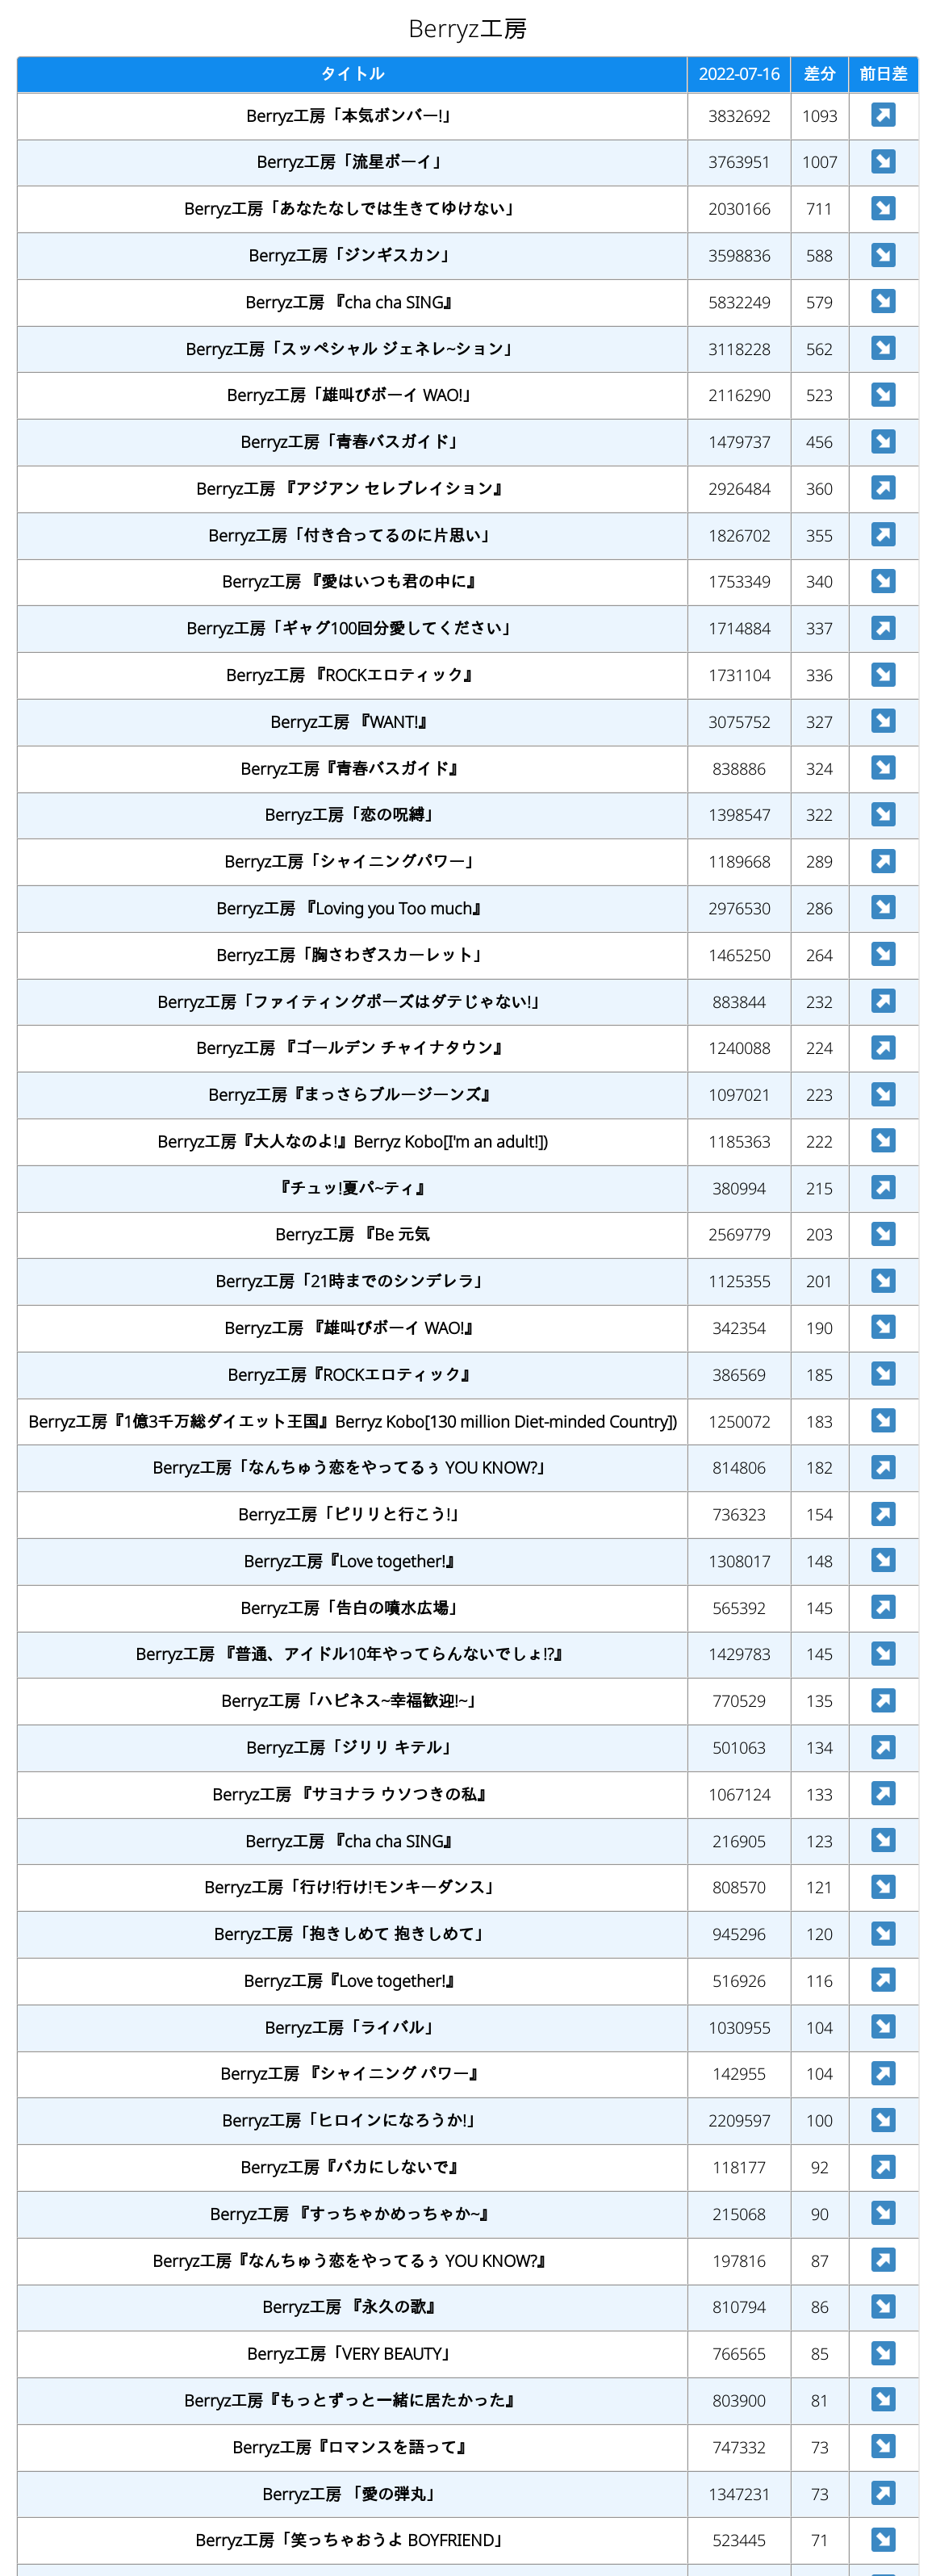 Berryz工房
タイトル 2022-07-16 差分 前日差
Berryz工房「本気ボンバー!」 3832692 1093 ↗
Berryz工房「流星ボーイ」 3763951 1007 ↘
Berryz工房「あなたなしでは生きてゆけない」 2030166 711 ↘
Berryz工房「ジンギスカン」 3598836 588 ↘
Berryz工房 『cha cha SING』 5832249 579 ↘
Berryz工房「スッペシャル ジェネレ~ション」 3118228 562 ↘
Berryz工房「雄叫びボーイ WAO!」 2116290 523 ↘
Berryz工房「青春バスガイド」 1479737 456 ↘
Berryz工房 『アジアン セレブレイション』 2926484 360 ↗
Berryz工房「付き合ってるのに片思い」 1826702 355 ↗
Berryz工房 『愛はいつも君の中に』 1753349 340 ↘
Berryz工房「ギャグ100回分愛してください」 1714884 337 ↗
Berryz工房 『ROCKエロティック』 1731104 336 ↘
Berryz工房 『WANT!』 3075752 327 ↘
Berryz工房『青春バスガイド』 838886 324 ↘
Berryz工房「恋の呪縛」 1398547 322 ↘
Berryz工房「シャイニングパワー」 1189668 289 ↗
Berryz工房 『Loving you Too much』 2976530 286 ↘
Berryz工房「胸さわぎスカーレット」 1465250 264 ↘
Berryz工房「ファイティングポーズはダテじゃない!」 883844 232 ↗
Berryz工房 『ゴールデン チャイナタウン』 1240088 224 ↗
Berryz工房『まっさらブルージーンズ』 1097021 223 ↘
Berryz工房『大人なのよ!』Berryz Kobo[I'm an adult!]) 1185363 222 ↘
『チュッ!夏パ~ティ』 380994 215 ↗
Berryz工房 『Be 元気 2569779 203 ↘
Berryz工房「21時までのシンデレラ」 1125355 201 ↘
Berryz工房 『雄叫びボーイ WAO!』 342354 190 ↘
Berryz工房『ROCKエロティック』 386569 185 ↘
Berryz工房『1億3千万総ダイエット王国』Berryz Kobo[130 million Diet-minded Country]) 1250072 183 ↘
Berryz工房「なんちゅう恋をやってるぅ YOU KNOW?」 814806 182 ↗
Berryz工房「ピリリと行こう!」 736323 154 ↗
Berryz工房『Love together!』 1308017 148 ↘
Berryz工房「告白の噴水広場」 565392 145 ↗
Berryz工房 『普通、アイドル10年やってらんないでしょ!?』 1429783 145 ↘
Berryz工房「ハピネス~幸福歓迎!~」 770529 135 ↗
Berryz工房「ジリリ キテル」 501063 134 ↗
Berryz工房 『サヨナラ ウソつきの私』 1067124 133 ↗
Berryz工房 『cha cha SING』 216905 123 ↘
Berryz工房「行け!行け!モンキーダンス」 808570 121 ↘
Berryz工房「抱きしめて 抱きしめて」 945296 120 ↘
Berryz工房『Love together!』 516926 116 ↗
Berryz工房「ライバル」 1030955 104 ↘
Berryz工房 『シャイニング パワー』 142955 104 ↗
Berryz工房「ヒロインになろうか!」 2209597 100 ↘
Berryz工房『バカにしないで』 118177 92 ↗
Berryz工房 『すっちゃかめっちゃか~』 215068 90 ↘
Berryz工房『なんちゅう恋をやってるぅ YOU KNOW?』 197816 87 ↗
Berryz工房 『永久の歌』 810794 86 ↘
Berryz工房「VERY BEAUTY」 766565 85 ↘
Berryz工房『もっとずっと一緒に居たかった』 803900 81 ↘
Berryz工房『ロマンスを語って』 747332 73 ↘
Berryz工房 「愛の弾丸」 1347231 73 ↗
Berryz工房「笑っちゃおうよ BOYFRIEND」 523445 71 ↘